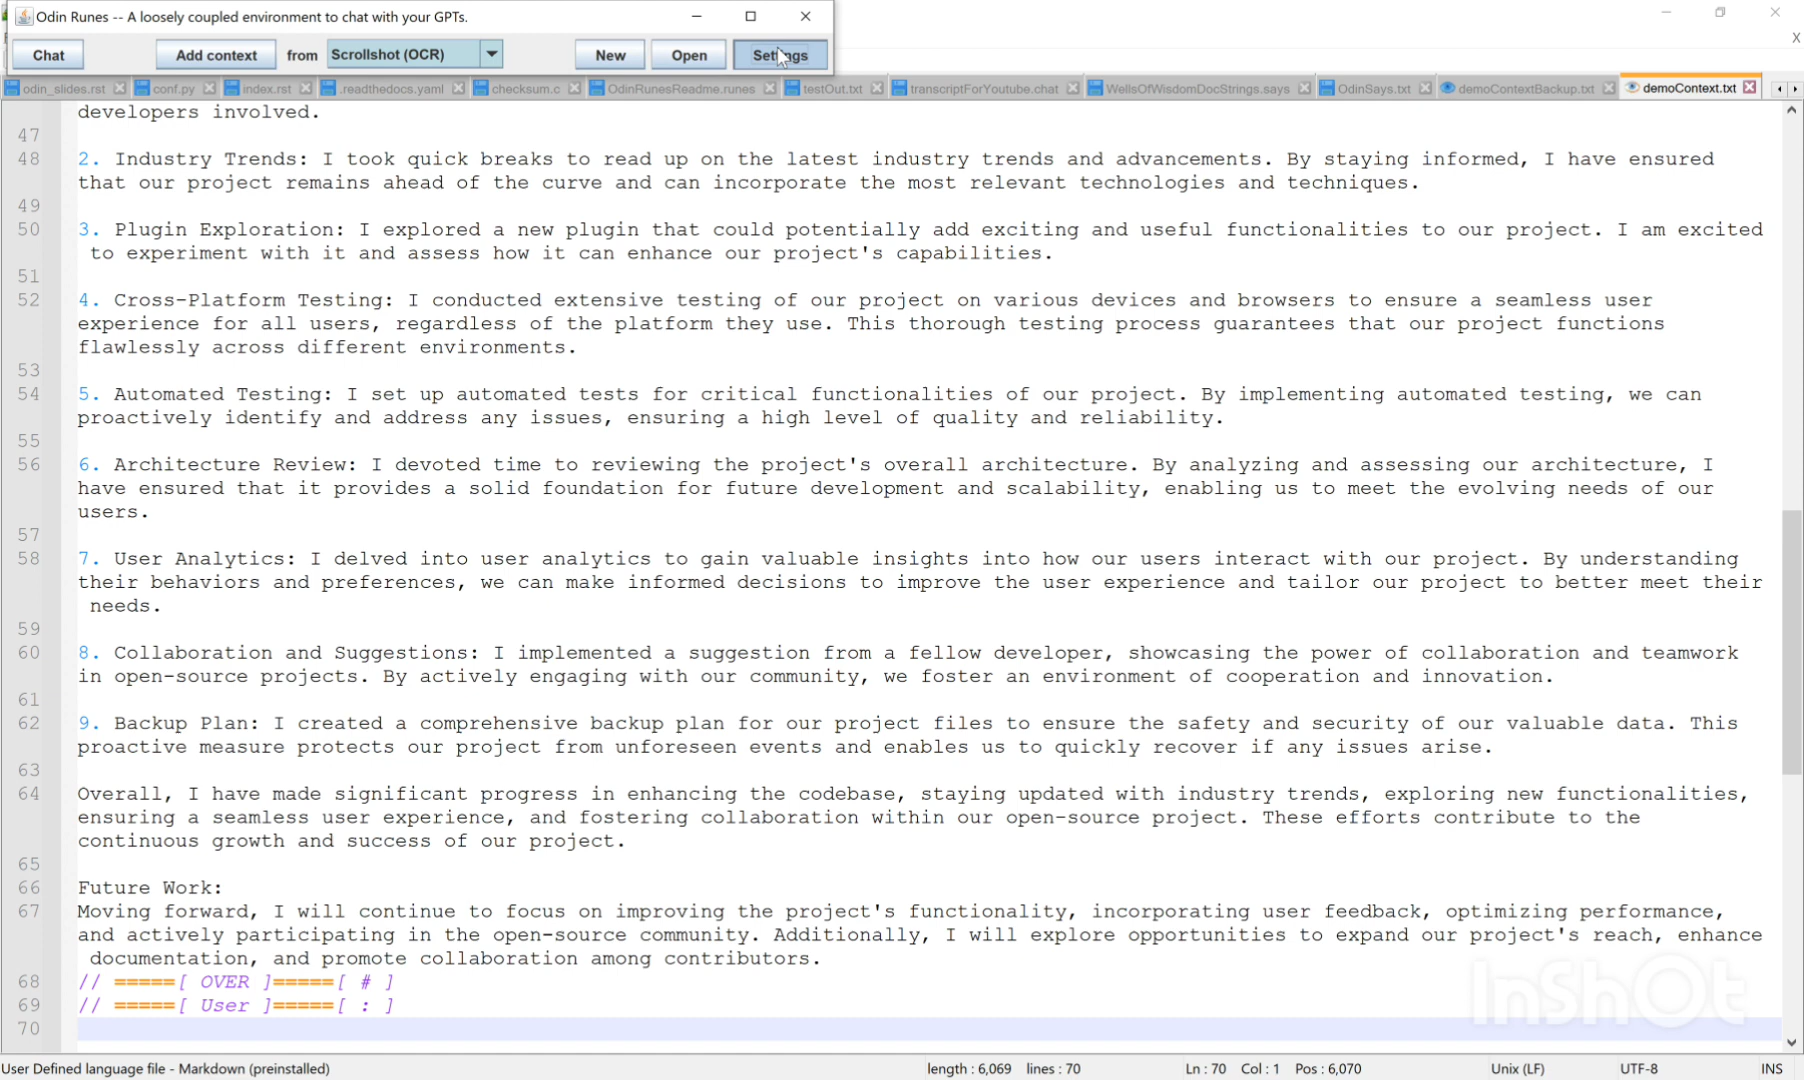 Odin Runes -- A loosely coupled environment to chat with your GPTs.
Chat Add context from Scrollshot (OCR) New Open Settings
X
odin_slides.rst conf.py index.rst .readthedocs.yaml checksum.c OdinRunesReadme.runes testOut.txt transcriptForYoutube.chat WellsOfWisdomDocStrings.says OdinSays.txt demoContextBackup.txt demoContext.txt
developers involved.
47
48 2. Industry Trends: I took quick breaks to read up on the latest industry trends and advancements. By staying informed, I have ensured
that our project remains ahead of the curve and can incorporate the most relevant technologies and techniques.
49
50 3. Plugin Exploration: I explored a new plugin that could potentially add exciting and useful functionalities to our project. I am excited
to experiment with it and assess how it can enhance our project's capabilities.
51
52 4. Cross-Platform Testing: I conducted extensive testing of our project on various devices and browsers to ensure a seamless user
experience for all users, regardless of the platform they use. This thorough testing process guarantees that our project functions
flawlessly across different environments.
53
54 5. Automated Testing: I set up automated tests for critical functionalities of our project. By implementing automated testing, we can
proactively identify and address any issues, ensuring a high level of quality and reliability.
55
56 6. Architecture Review: I devoted time to reviewing the project's overall architecture. By analyzing and assessing our architecture, I
have ensured that it provides a solid foundation for future development and scalability, enabling us to meet the evolving needs of our
users.
57
58 7. User Analytics: I delved into user analytics to gain valuable insights into how our users interact with our project. By understanding
their behaviors and preferences, we can make informed decisions to improve the user experience and tailor our project to better meet their
needs.
59
60 8. Collaboration and Suggestions: I implemented a suggestion from a fellow developer, showcasing the power of collaboration and teamwork
in open-source projects. By actively engaging with our community, we foster an environment of cooperation and innovation.
61
62 9. Backup Plan: I created a comprehensive backup plan for our project files to ensure the safety and security of our valuable data. This
proactive measure protects our project from unforeseen events and enables us to quickly recover if any issues arise.
63
64 Overall, I have made significant progress in enhancing the codebase, staying updated with industry trends, exploring new functionalities,
ensuring a seamless user experience, and fostering collaboration within our open-source project. These efforts contribute to the
continuous growth and success of our project.
65
66 Future Work:
67 Moving forward, I will continue to focus on improving the project's functionality, incorporating user feedback, optimizing performance,
and actively participating in the open-source community. Additionally, I will explore opportunities to expand our project's reach, enhance
documentation, and promote collaboration among contributors.
68 // =====[ OVER ]=====[ # ]
69 // =====[ User ]=====[ : ]
70
InShOt
User Defined language file - Markdown (preinstalled) length : 6,069 lines : 70 Ln : 70 Col : 1 Pos : 6,070 Unix (LF) UTF-8 INS